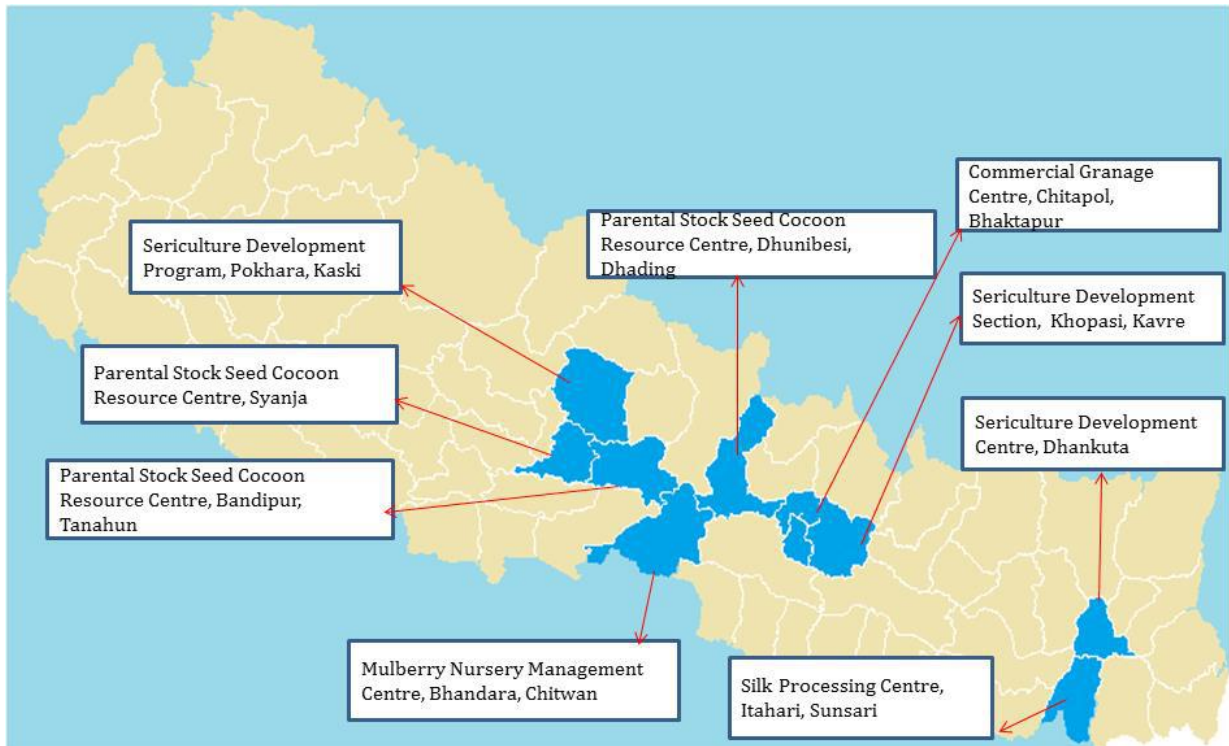 Commercial Granage
Centre, Chitapol,
Bhaktapur
Parental Stock Seed Cocoon
Resource Centre, Dhunibesi,
Dhading
Sericulture Development
Program, Pokhara, Kaski
Sericulture Development
Section, Khopasi, Kavre
Parental Stock Seed Cocoon
Resource Centre, Syanja
Sericulture Development
Centre, Dhankuta
Parental Stock Seed Cocoon
Resource Centre, Bandipur,
Tanahun
Mulberry Nursery Management
Centre, Bhandara, Chitwan
Silk Processing Centre,
Itahari, Sunsari